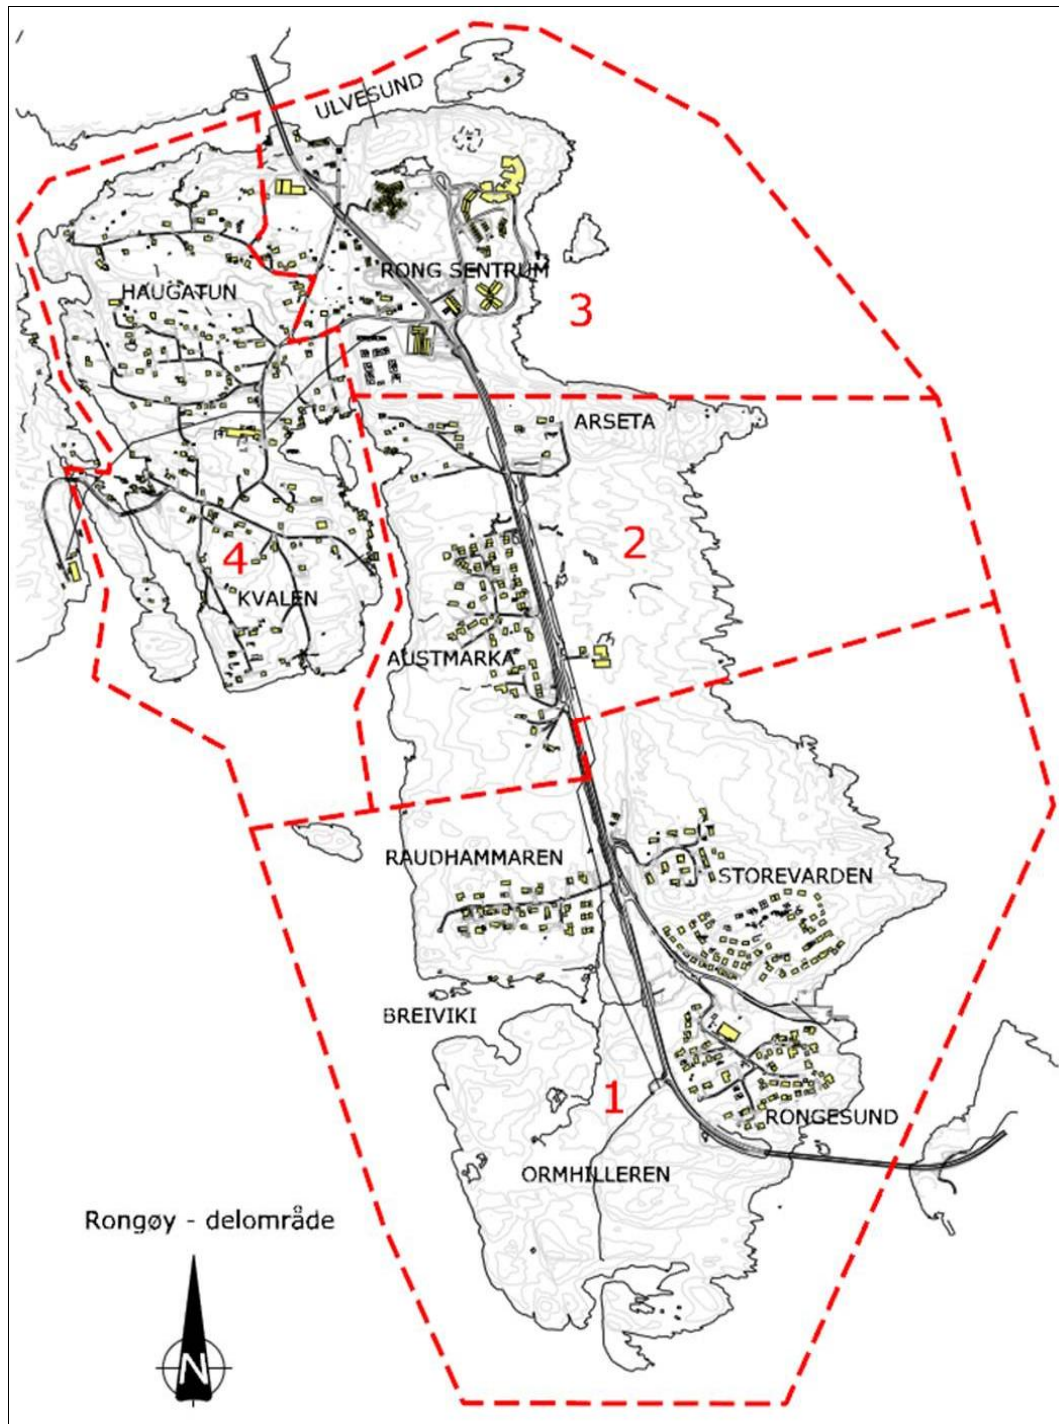 ULVESUND
RONG SENTRUM
HAUGATUN
3
ARSETA
2
4
KVALEN
AUSTMARKA
RAUDHAMMAREN
STOREVARDEN
BREIVIKI
1
RONGESUND
ORMHILLEREN
Rongøy - delområde
N